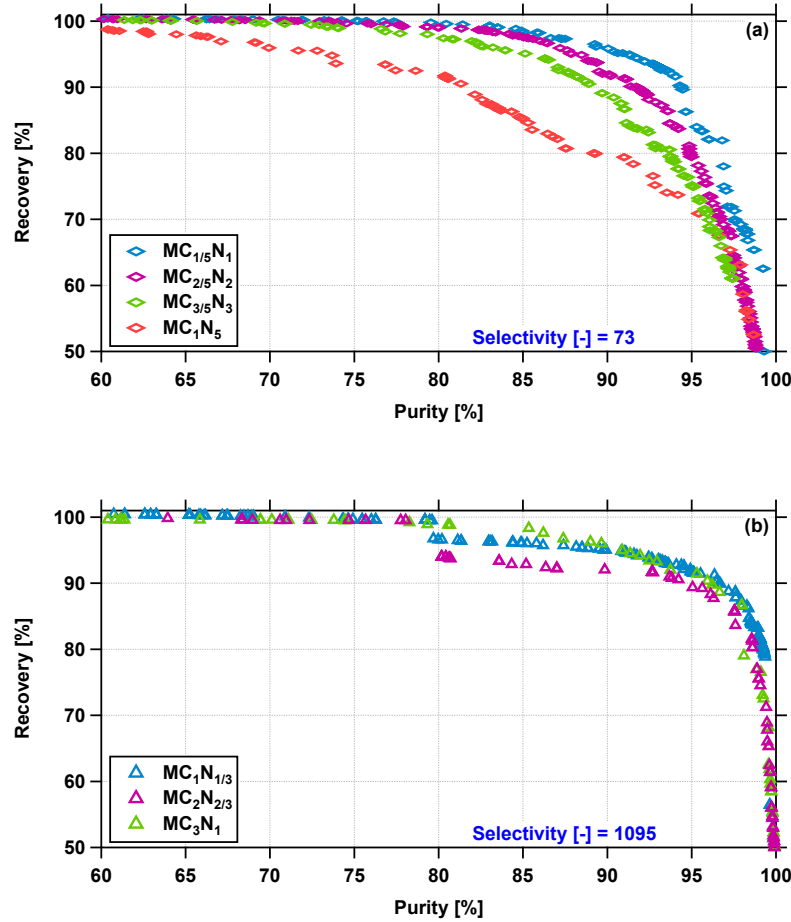 100
90
80
70
60
50
Recovery [%]
(a)
MC1/5N1
MC2/5N2
MC3/5N3
MC1N5
Selectivity [-] = 73
60 65 70 75 80 85 90 95 100
Purity [%]
100
90
80
70
60
50
Recovery [%]
(b)
MC1N1/3
MC2N2/3
MC3N1
Selectivity [-] = 1095
60 65 70 75 80 85 90 95 100
Purity [%]